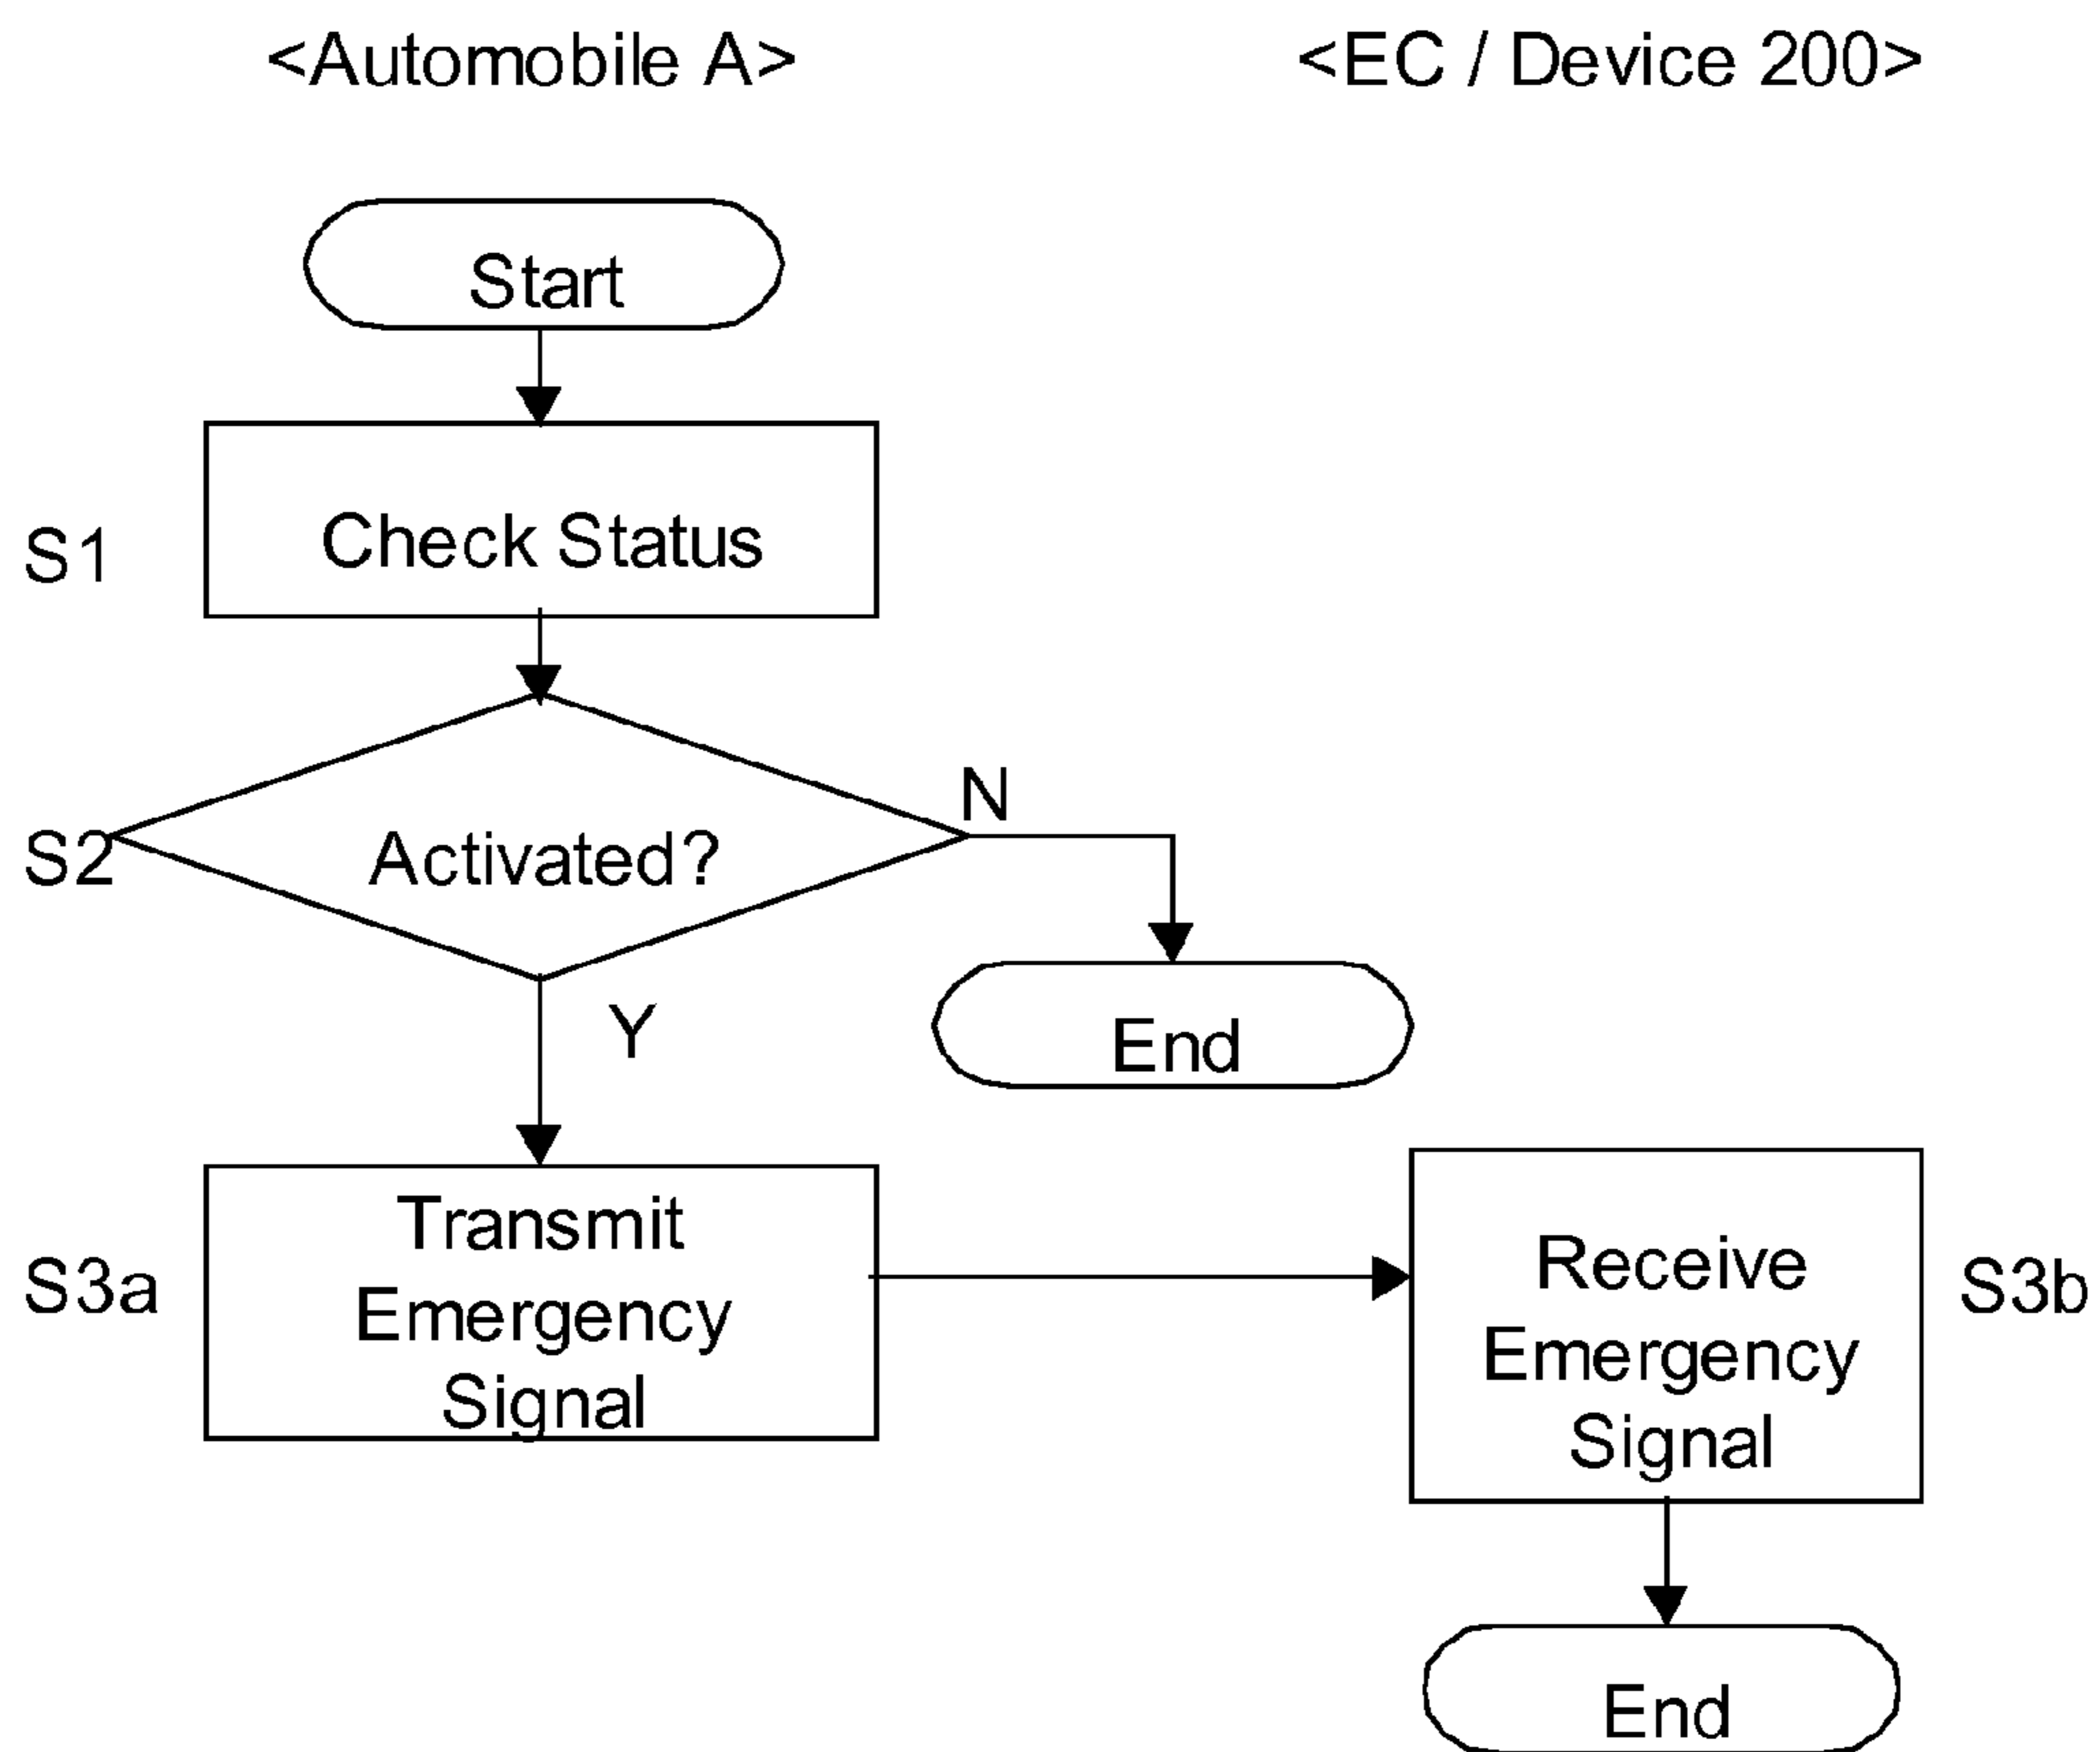 <Automobile A>
<EC / Device 200>
Start
S1
Check Status
S2
Activated?
N
End
Y
S3a
Transmit
Emergency
Signal
Receive
Emergency
Signal
S3b
End